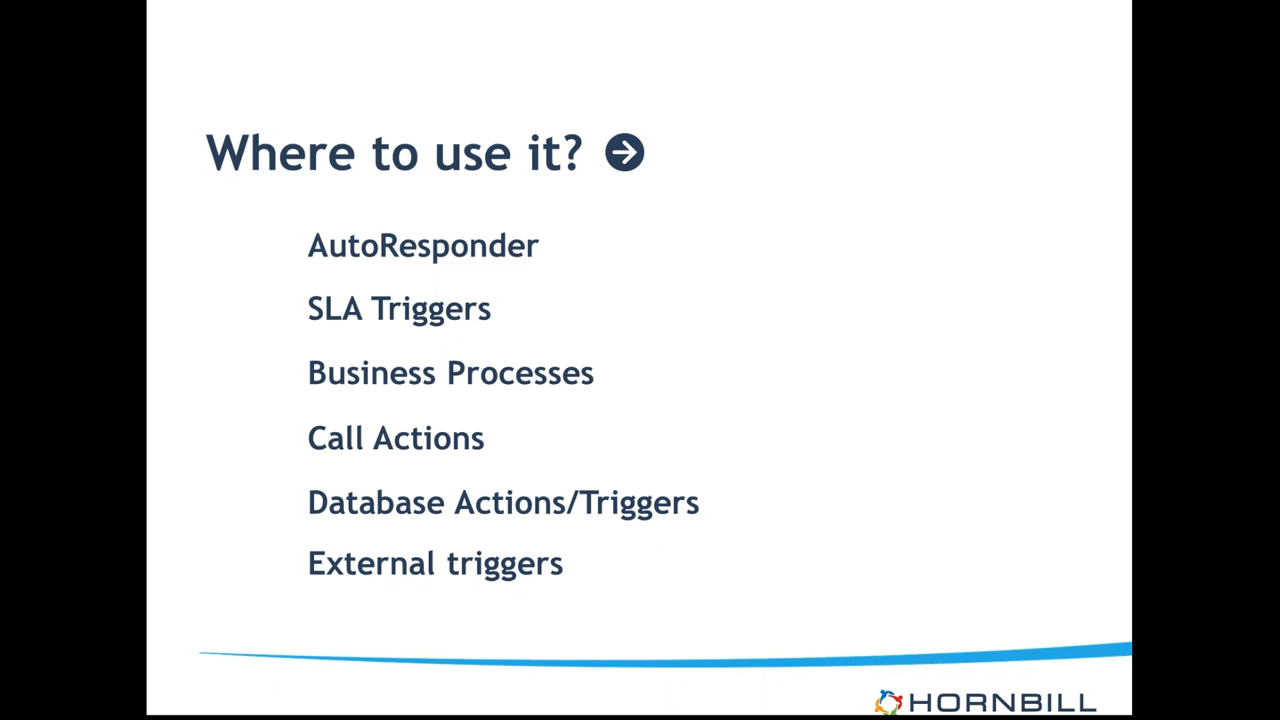 Where to use it?
AutoResponder
SLA Triggers
Business Processes
Call Actions
Database Actions/Triggers
External triggers
HORNBILL